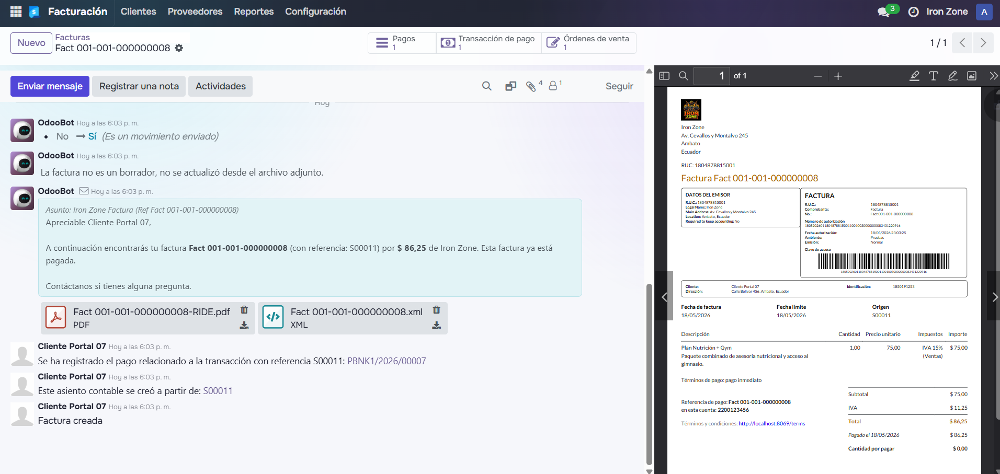 Facturación
Clientes
Proveedores
Reportes
Configuración
3
Iron Zone
A
Nuevo
Facturas
Fact 001-001-000000008
Pagos
1
Transacción de pago
1
Órdenes de venta
1
1 / 1
Enviar mensaje
Registrar una nota
Actividades
4
1
Seguir
Hoy
OdooBot Hoy a las 6:03 p. m.
• No → Sí (Es un movimiento enviado)
OdooBot Hoy a las 6:03 p. m.
La factura no es un borrador, no se actualizó desde el archivo adjunto.
OdooBot Hoy a las 6:03 p. m.
Asunto: Iron Zone Factura (Ref Fact 001-001-000000008)
Apreciable Cliente Portal 07,
A continuación encontrarás tu factura Fact 001-001-000000008 (con referencia: S00011) por $ 86,25 de Iron Zone. Esta factura ya está
pagada.
Contáctanos si tienes alguna pregunta.
Fact 001-001-000000008-RIDE.pdf
PDF
Fact 001-001-000000008.xml
XML
Cliente Portal 07 Hoy a las 6:03 p. m.
Se ha registrado el pago relacionado a la transacción con referencia S00011: PBNK1/2026/00007
Cliente Portal 07 Hoy a las 6:03 p. m.
Este asiento contable se creó a partir de: S00011
Cliente Portal 07 Hoy a las 6:03 p. m.
Factura creada
1 of 1
IRON
ZONE
Iron Zone
Av. Cevallos y Montalvo 245
Ambato
Ecuador
RUC: 1804878815001
Factura Fact 001-001-000000008
DATOS DEL EMISOR
R.U.C.: 1804878815001
Legal Name: Iron Zone
Main Address: Av. Cevallos y Montalvo 245
Location: Ambato, Ecuador
Required to keep accounting: No
FACTURA
R.U.C.: 1804878815001
Comprobante: Factura
No.: Fact 001-001-000000008
Número de autorización
Fecha autorización: 18/05/2026 23:03:25
Ambiente: Pruebas
Emisión: Normal
Clave de acceso
Cliente: Cliente Portal 07 Identificación: 1850191253
Dirección: Calle Bolívar 456, Ambato, Ecuador
Fecha de factura Fecha límite Origen
18/05/2026 18/05/2026 S00011
Descripción Cantidad Precio unitario Impuestos Importe
Plan Nutrición + Gym 1,00 75,00 IVA 15% $ 75,00
Paquete combinado de asesoría nutricional y acceso al (Ventas)
gimnasio.
Términos de pago: pago inmediato
Subtotal $ 75,00
Referencia de pago: Fact 001-001-000000008
en esta cuenta: 2200123456
IVA $ 11,25
Términos y condiciones: http://localhost:8069/terms
Total $ 86,25
Pagado el 18/05/2026 $ 86,25
Cantidad por pagar $ 0,00